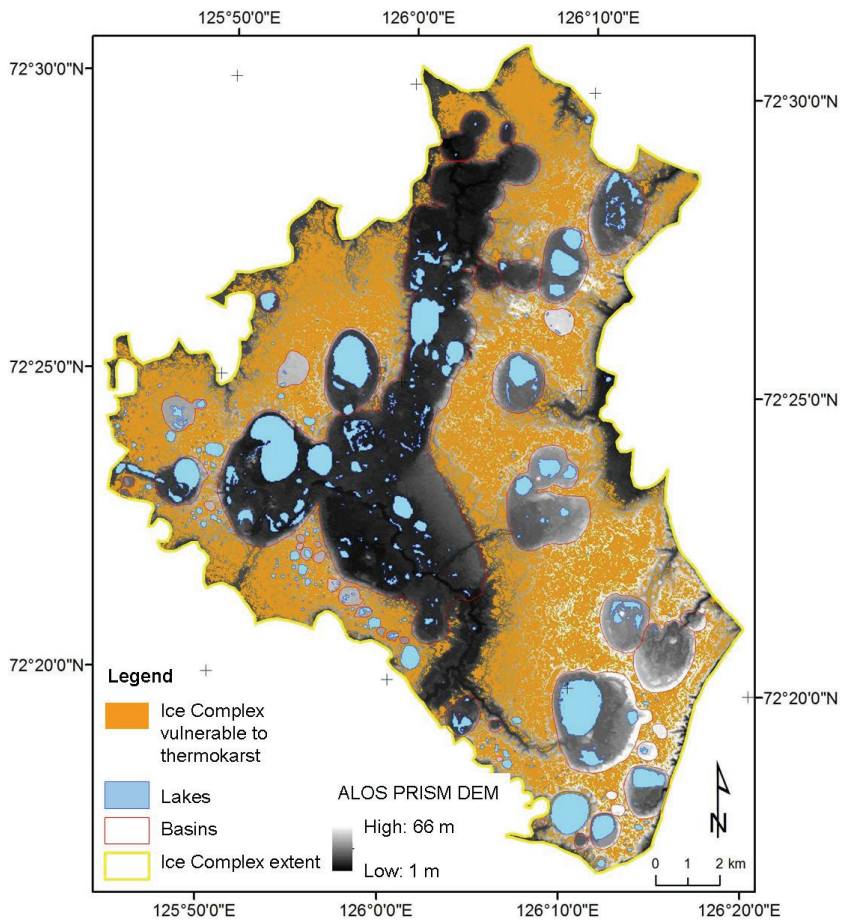 125°50'0"E 126°0'0"E 126°10'0"E
72°30'0"N
72°30'0"N
72°25'0"N
72°25'0"N
72°20'0"N
72°20'0"N
Legend
Ice Complex
vulnerable to
thermokarst
Lakes
Basins
Ice Complex extent
ALOS PRISM DEM
High: 66 m
Low: 1 m
N
0 1 2 km
125°50'0"E 126°0'0"E 126°10'0"E 126°20'0"E